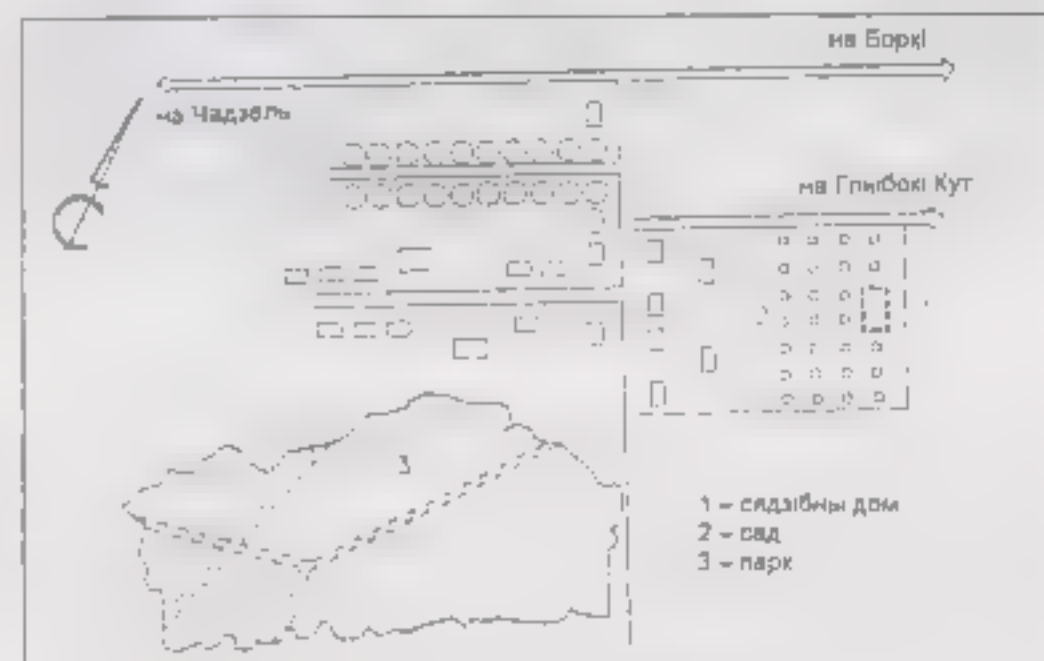 на Боркі
на Чадзель
на Глыбокі Кут
3
1 – сядзібны дом
2 – сад
3 – парк